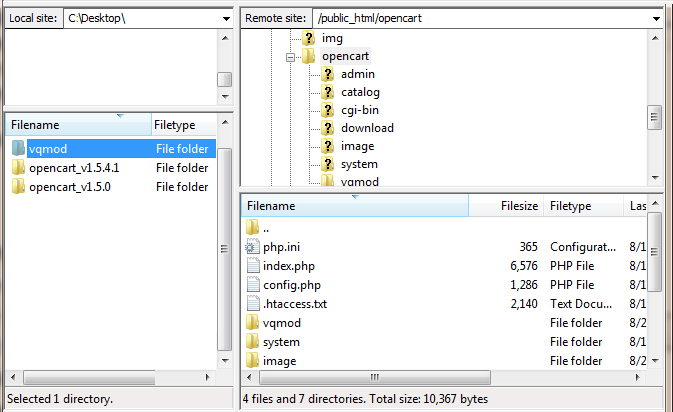 Local site: C:\Desktop\
Filename Filetype
vqmod File folder
opencart_v1.5.4.1 File folder
opencart_v1.5.0 File folder
Selected 1 directory.
Remote site: /public_html/opencart
img
opencart
admin
catalog
cgi-bin
download
image
system
vqmod
Filename Filesize Filetype Las
..
php.ini 365 Configurat... 8/1
index.php 6,576 PHP File 8/1
config.php 1,286 PHP File 8/1
.htaccess.txt 2,140 Text Docu... 8/1
vqmod File folder 8/2
system File folder 8/1
image File folder 8/2
4 files and 7 directories. Total size: 10,367 bytes